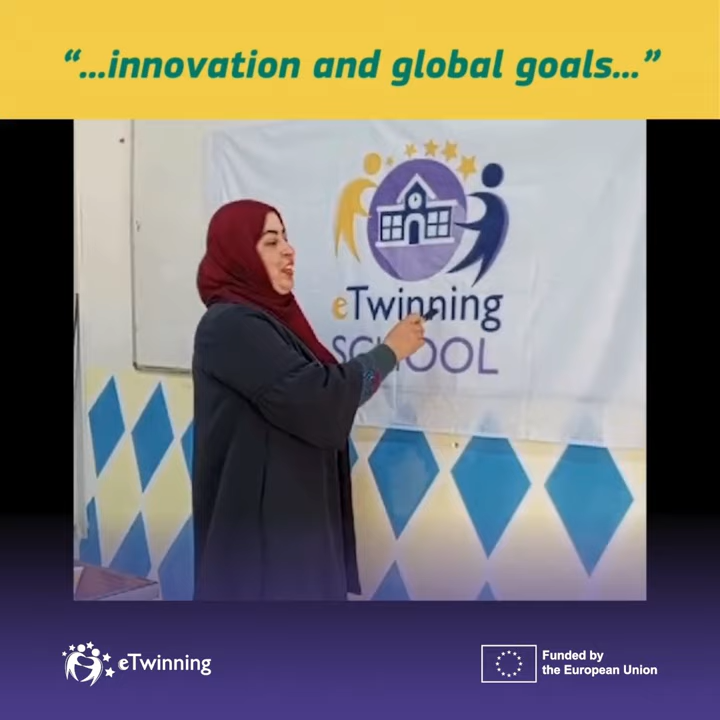 “...innovation and global goals...”
eTwinning
SCHOOL
eTwinning
Funded by
the European Union